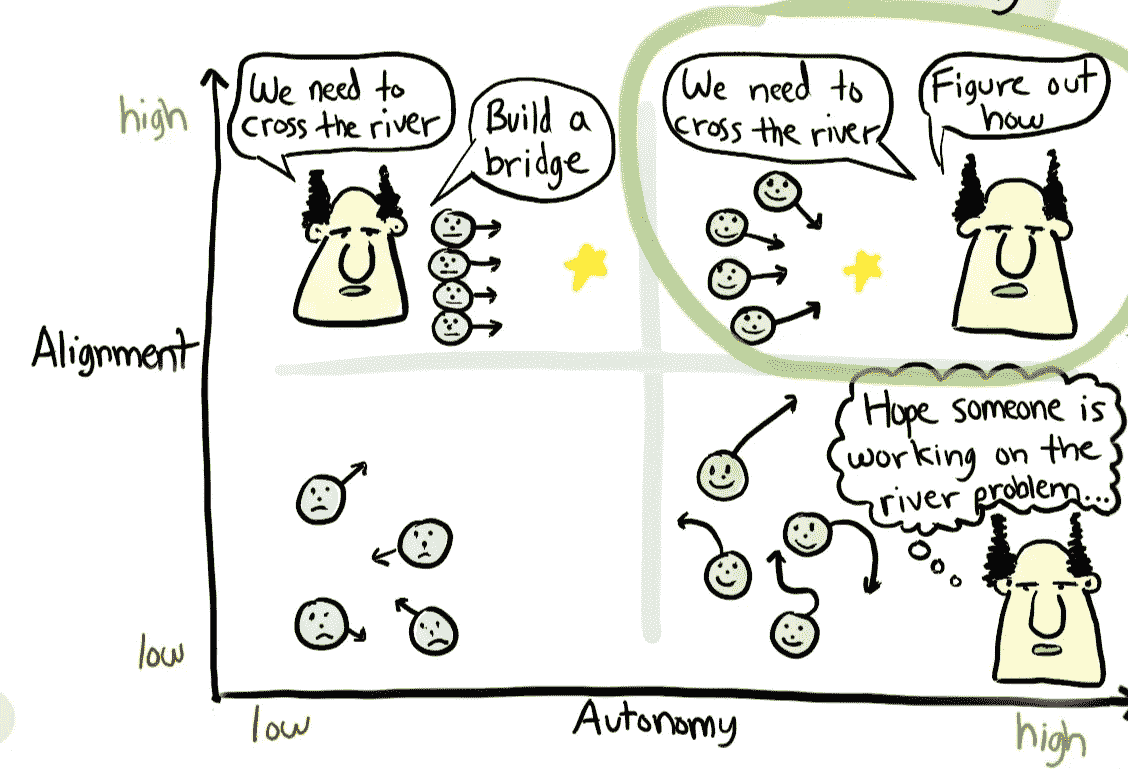 high
We need to
cross the river
Build a
bridge
We need to
cross the river
Figure out
how
Alignment
Hope someone is
working on the
river problem...
low
low
Autonomy
high